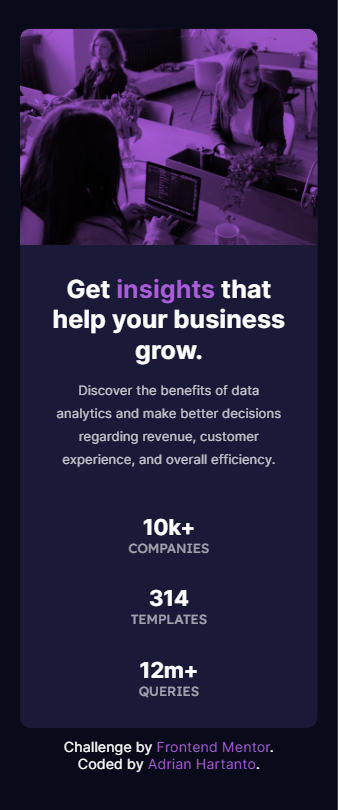 Get insights that
help your business
grow.
Discover the benefits of data
analytics and make better decisions
regarding revenue, customer
experience, and overall efficiency.
10k+
COMPANIES
314
TEMPLATES
12m+
QUERIES
Challenge by Frontend Mentor.
Coded by Adrian Hartanto.